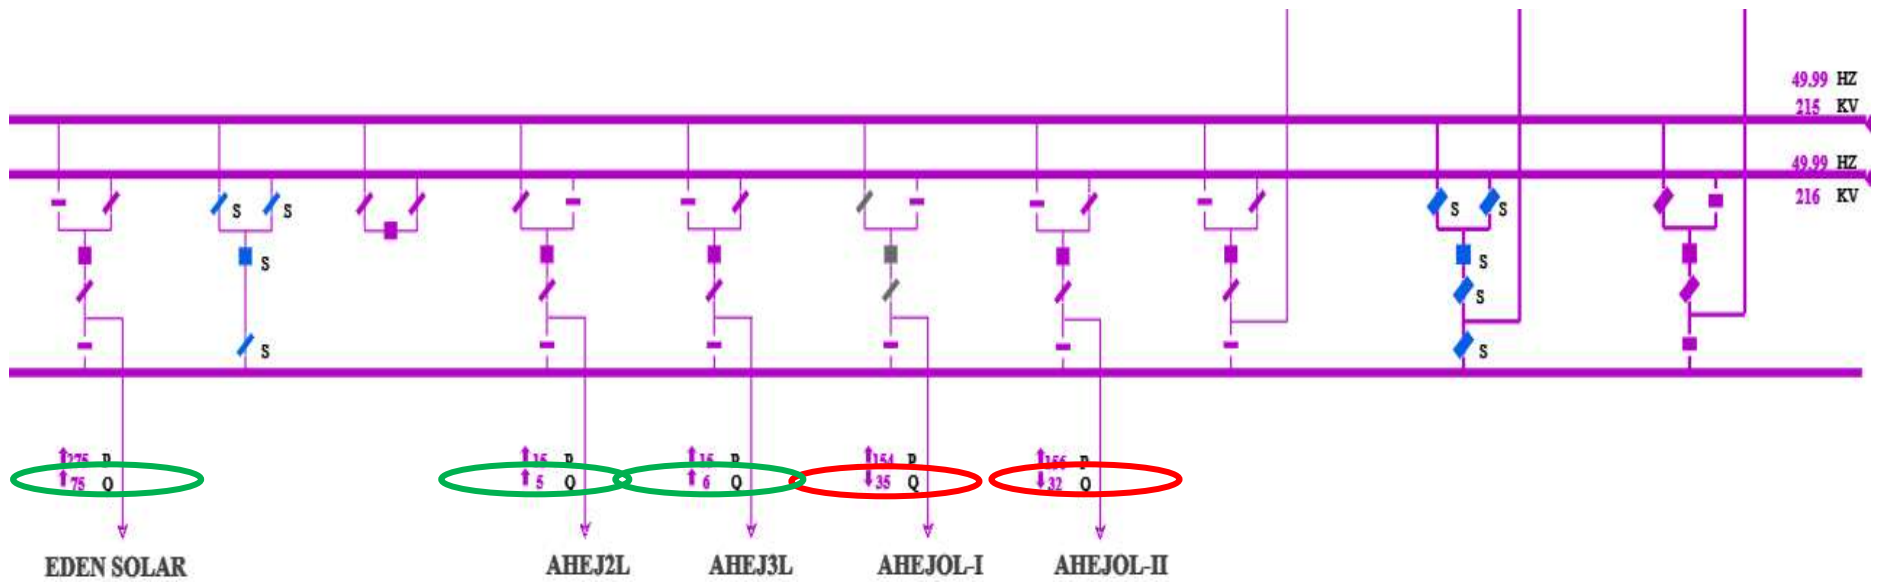 49.99 HZ
215 KV
49.99 HZ
216 KV
S S
S
S
S S
S
S
S
275 P
75 Q
15 P
5 Q
16 P
6 Q
154 P
35 Q
156 P
32 Q
EDEN SOLAR
AHEJ2L
AHEJ3L
AHEJOL-I
AHEJOL-II